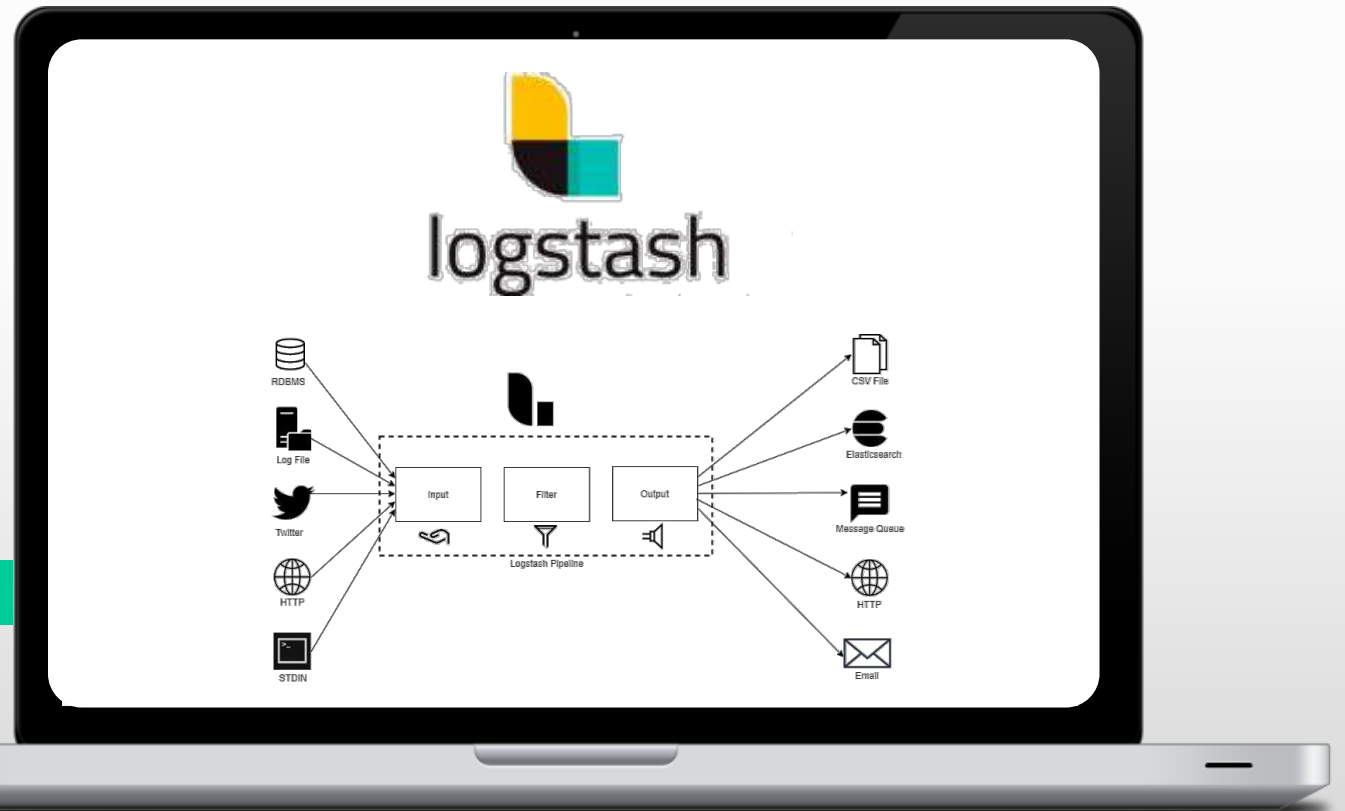 logstash
RDBMS
Log File
Twitter
HTTP
STDIN
Input
Filter
Output
Logstash Pipeline
CSV File
Elasticsearch
Message Queue
HTTP
Email